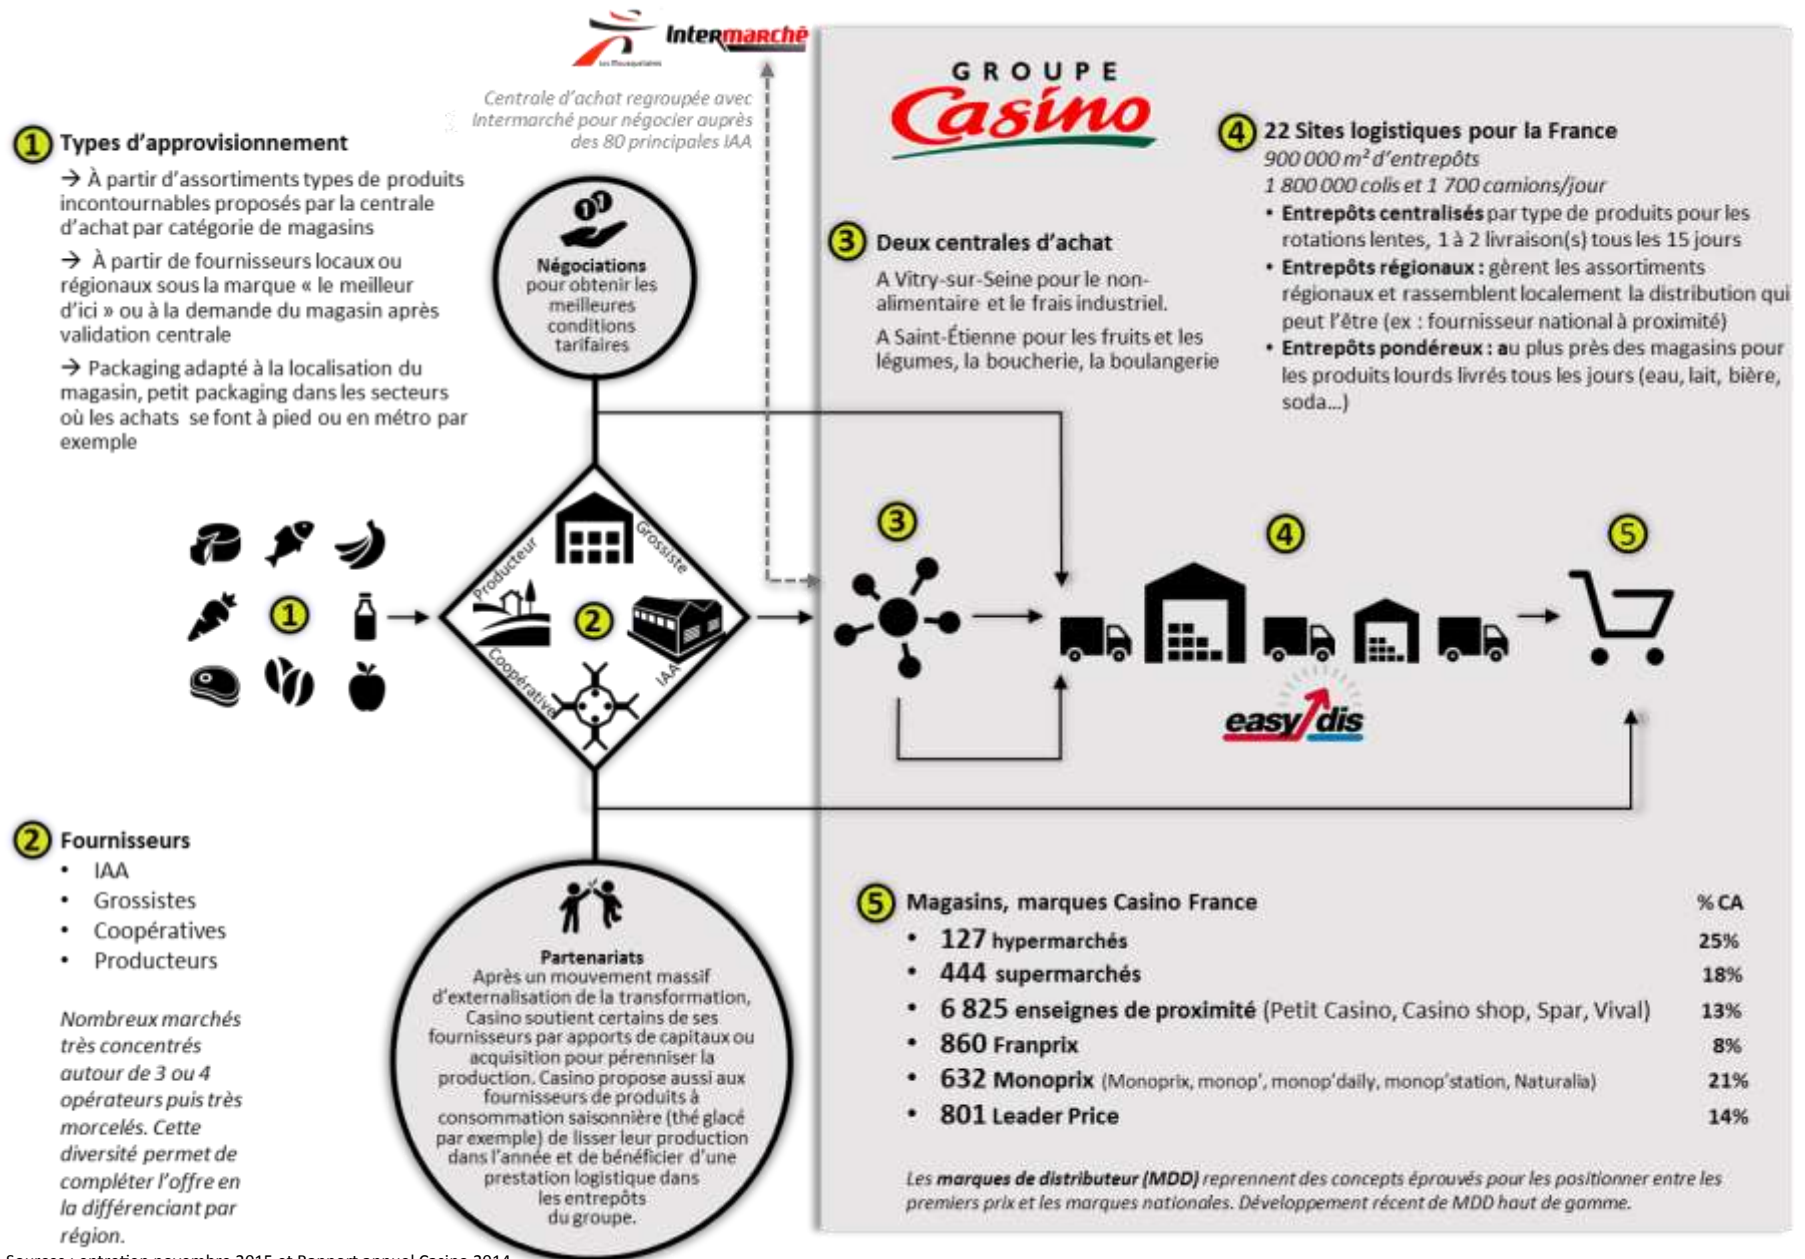 Intermarché
Les Mousquetaires
Centrale d'achat regroupée avec
Intermarché pour négocier auprès
des 80 principales IAA
GROUPE
Casino
1 Types d'approvisionnement
→ À partir d'assortiments types de produits
incontournables proposés par la centrale
d'achat par catégorie de magasins
→ À partir de fournisseurs locaux ou
régionaux sous la marque « le meilleur
d'ici » ou à la demande du magasin après
validation centrale
→ Packaging adapté à la localisation du
magasin, petit packaging dans les secteurs
où les achats se font à pied ou en métro par
exemple
Négociations
pour obtenir les
meilleures
conditions
tarifaires
3 Deux centrales d'achat
A Vitry-sur-Seine pour le non-
alimentaire et le frais industriel.
A Saint-Étienne pour les fruits et les
légumes, la boucherie, la boulangerie
4 22 Sites logistiques pour la France
900 000 m² d'entrepôts
1 800 000 colis et 1 700 camions/jour
• Entrepôts centralisés par type de produits pour les
rotations lentes, 1 à 2 livraison(s) tous les 15 jours
• Entrepôts régionaux : gèrent les assortiments
régionaux et rassemblent localement la distribution qui
peut l'être (ex : fournisseur national à proximité)
• Entrepôts pondéreux : au plus près des magasins pour
les produits lourds livrés tous les jours (eau, lait, bière,
soda...)
1
Producteur
Grossiste
2
Coopérative
IAA
3
4
5
easydis
2 Fournisseurs
• IAA
• Grossistes
• Coopératives
• Producteurs
Nombreux marchés
très concentrés
autour de 3 ou 4
opérateurs puis très
morcelés. Cette
diversité permet de
compléter l'offre en
la différenciant par
région.
Partenariats
Après un mouvement massif
d'externalisation de la transformation,
Casino soutient certains de ses
fournisseurs par apports de capitaux ou
acquisition pour pérenniser la
production. Casino propose aussi aux
fournisseurs de produits à
consommation saisonnière (thé glacé
par exemple) de lisser leur production
dans l'année et de bénéficier d'une
prestation logistique dans
les entrepôts
du groupe.
5 Magasins, marques Casino France % CA
• 127 hypermarchés 25%
• 444 supermarchés 18%
• 6 825 enseignes de proximité (Petit Casino, Casino shop, Spar, Vival) 13%
• 860 Franprix 8%
• 632 Monoprix (Monoprix, monop', monop'daily, monop'station, Naturalia) 21%
• 801 Leader Price 14%
Les marques de distributeur (MDD) reprennent des concepts éprouvés pour les positionner entre les
premiers prix et les marques nationales. Développement récent de MDD haut de gamme.
Sources : entretien novembre 2015 et Rapport annuel Casino 2014